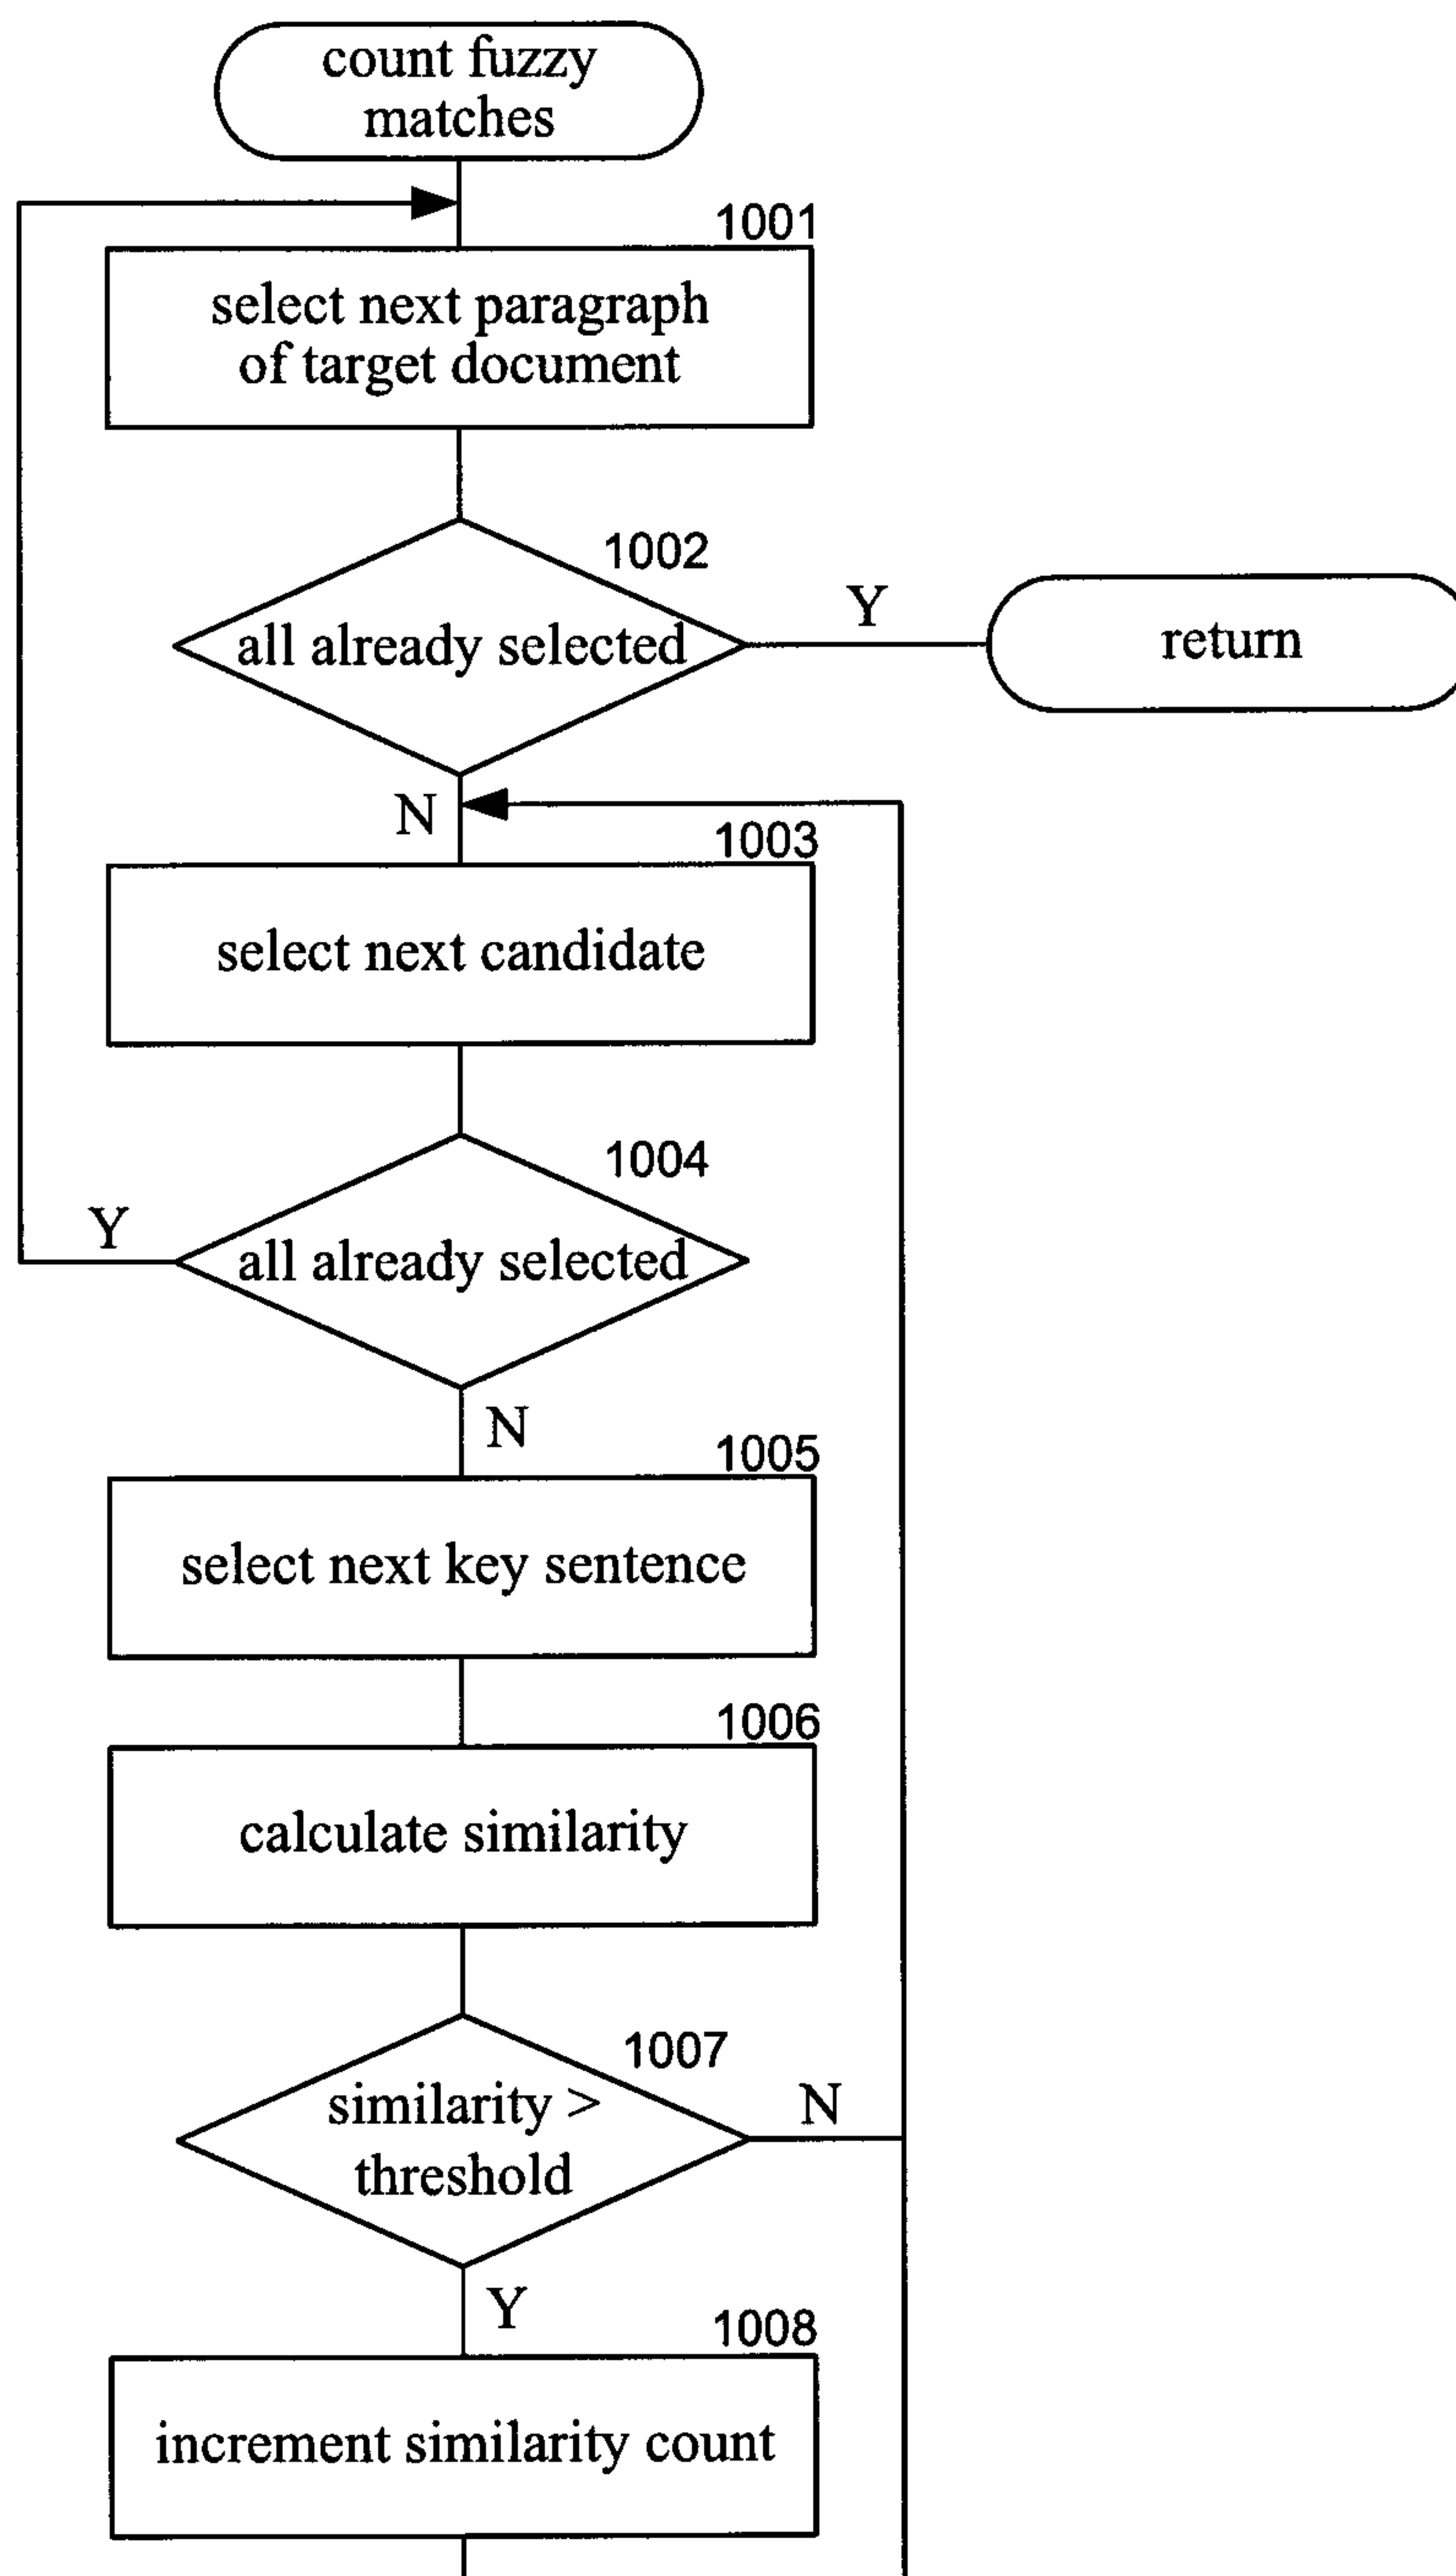 count fuzzy
matches
1001
select next paragraph
of target document
1002
all already selected
Y
return
N
1003
select next candidate
1004
all already selected
Y
N
1005
select next key sentence
1006
calculate similarity
1007
similarity >
threshold
N
Y
1008
increment similarity count